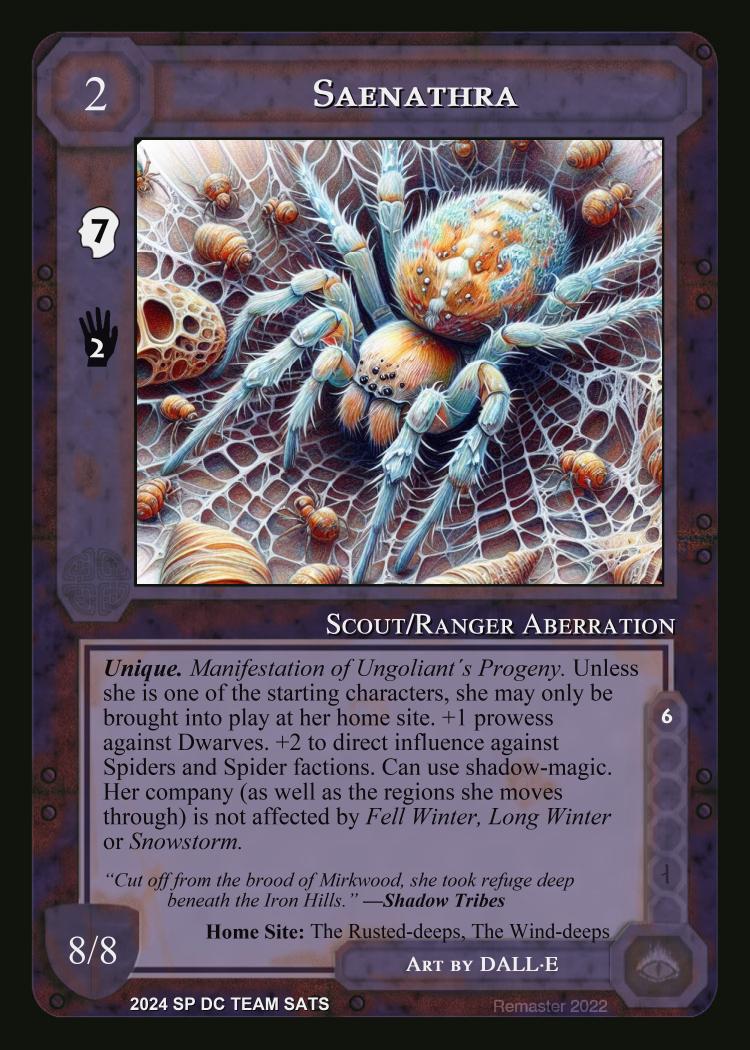 2
SAENATHRA
7
2
SCOUT/RANGER ABERRATION
Unique. Manifestation of Ungoliant´s Progeny. Unless
she is one of the starting characters, she may only be
brought into play at her home site. +1 prowess
against Dwarves. +2 to direct influence against
Spiders and Spider factions. Can use shadow-magic.
Her company (as well as the regions she moves
through) is not affected by Fell Winter, Long Winter
or Snowstorm.
6
“Cut off from the brood of Mirkwood, she took refuge deep
beneath the Iron Hills.” —Shadow Tribes
Home Site: The Rusted-deeps, The Wind-deeps
8/8
ART BY DALL·E
2024 SP DC TEAM SATS
Remaster 2022